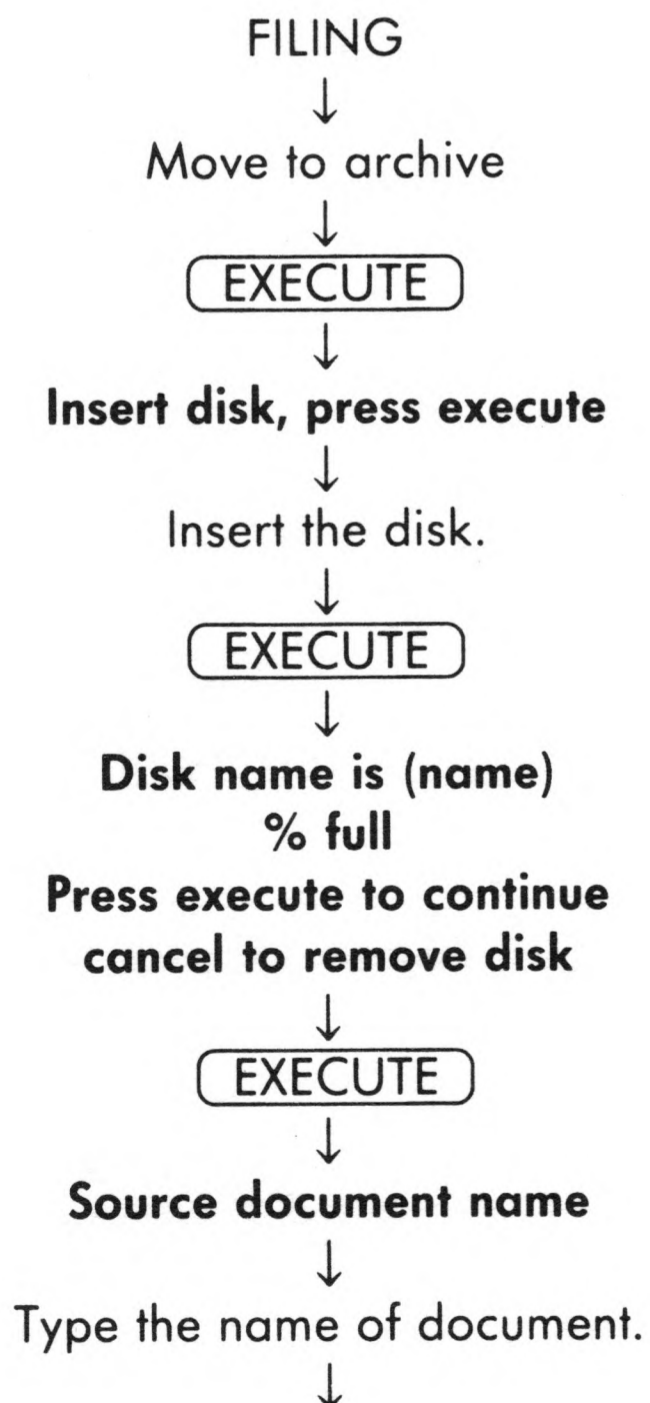 FILING
↓
Move to archive
↓
EXECUTE
↓
Insert disk, press execute
↓
Insert the disk.
↓
EXECUTE
↓
Disk name is (name)
% full
Press execute to continue
cancel to remove disk
↓
EXECUTE
↓
Source document name
↓
Type the name of document.
↓